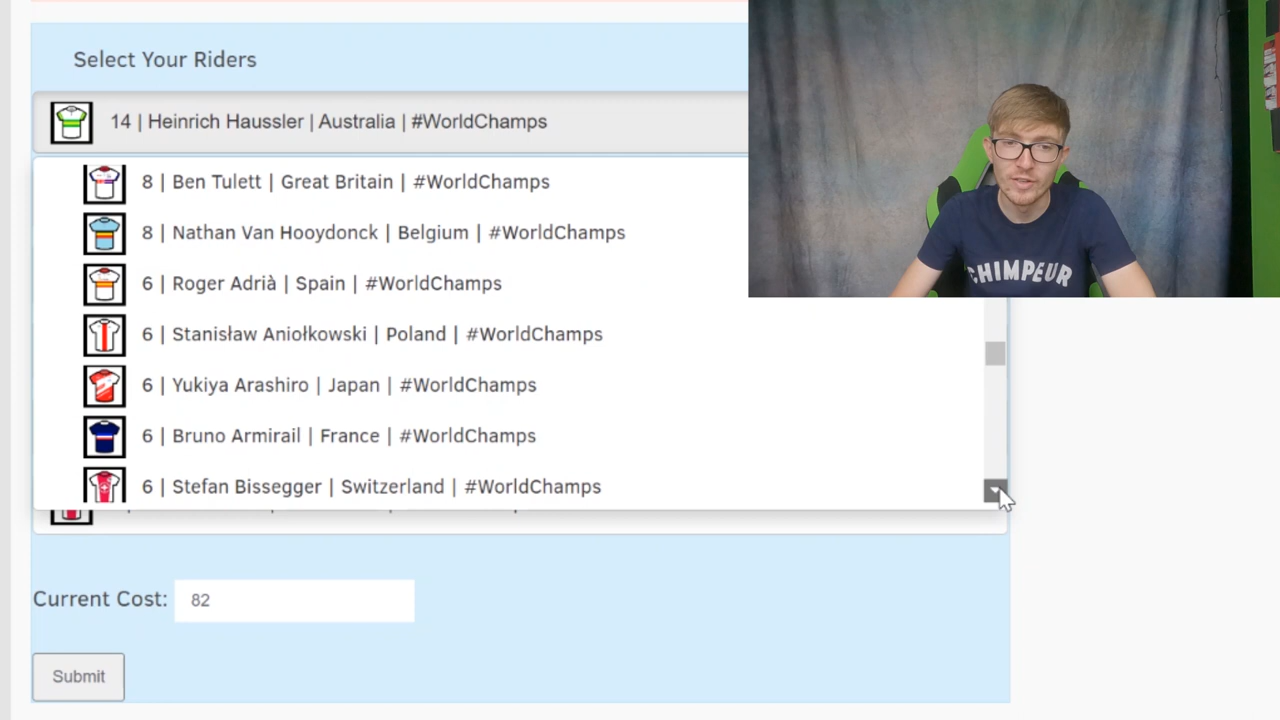 Select Your Riders
14 | Heinrich Haussler | Australia | #WorldChamps
8 | Ben Tulett | Great Britain | #WorldChamps
8 | Nathan Van Hooydonck | Belgium | #WorldChamps
6 | Roger Adrià | Spain | #WorldChamps
6 | Stanisław Aniołkowski | Poland | #WorldChamps
6 | Yukiya Arashiro | Japan | #WorldChamps
6 | Bruno Armirail | France | #WorldChamps
6 | Stefan Bissegger | Switzerland | #WorldChamps
Current Cost: 82
Submit
CHIMPEUR